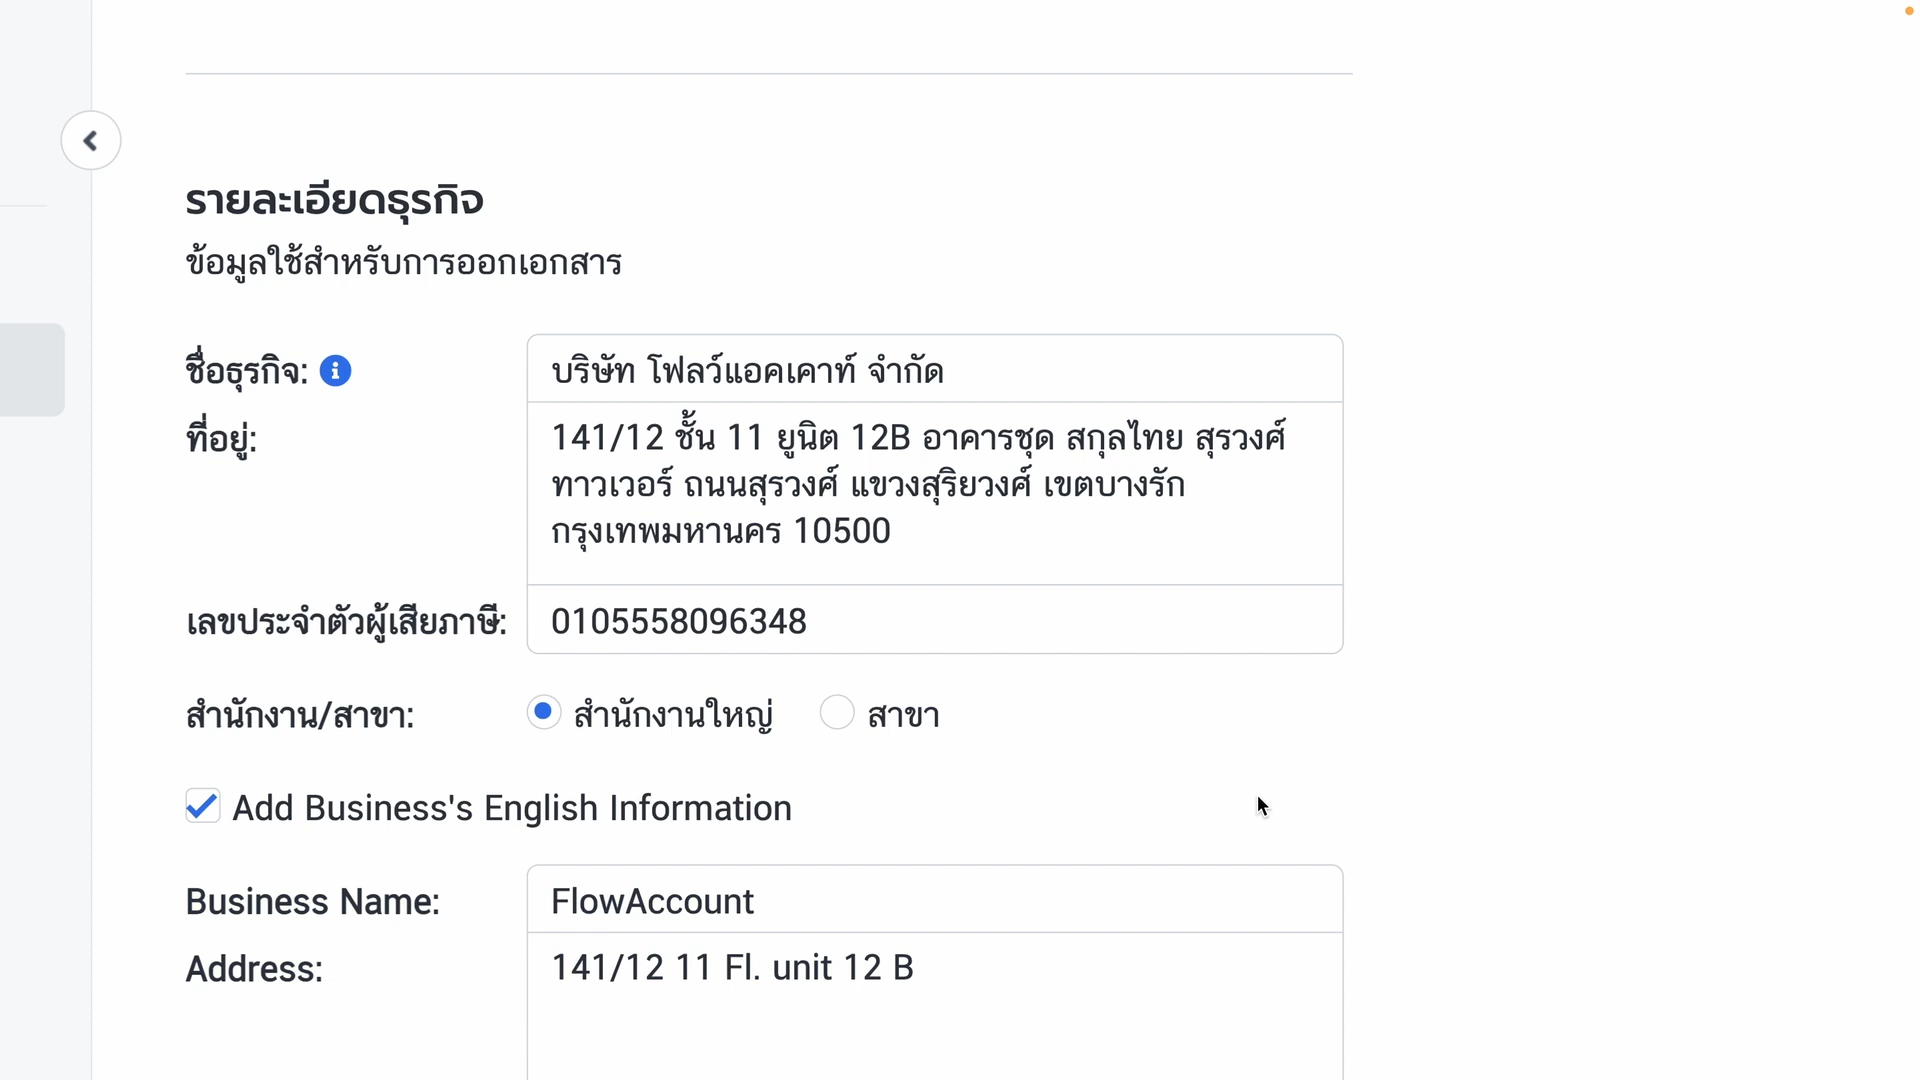 รายละเอียดธุรกิจ
ข้อมูลใช้สำหรับการออกเอกสาร
ชื่อธุรกิจ: บริษัท โฟลว์แอคเคาท์ จำกัด
ที่อยู่: 141/12 ชั้น 11 ยูนิต 12B อาคารชุด สกุลไทย สุรวงศ์
ทาวเวอร์ ถนนสุรวงศ์ แขวงสุริยวงศ์ เขตบางรัก
กรุงเทพมหานคร 10500
เลขประจำตัวผู้เสียภาษี: 0105558096348
สำนักงาน/สาขา: สำนักงานใหญ่ สาขา
Add Business's English Information
Business Name: FlowAccount
Address: 141/12 11 Fl. unit 12 B